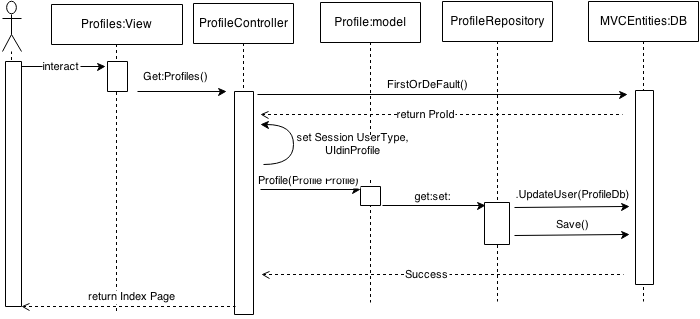 Profiles:View
ProfileController
Profile:model
ProfileRepository
MVCEntities:DB
interact
Get:Profiles()
FirstOrDeFault()
return ProId
set Session UserType,
UIdinProfile
Profile(Profile Profile)
get:set:
.UpdateUser(ProfileDb)
Save()
Success
return Index Page